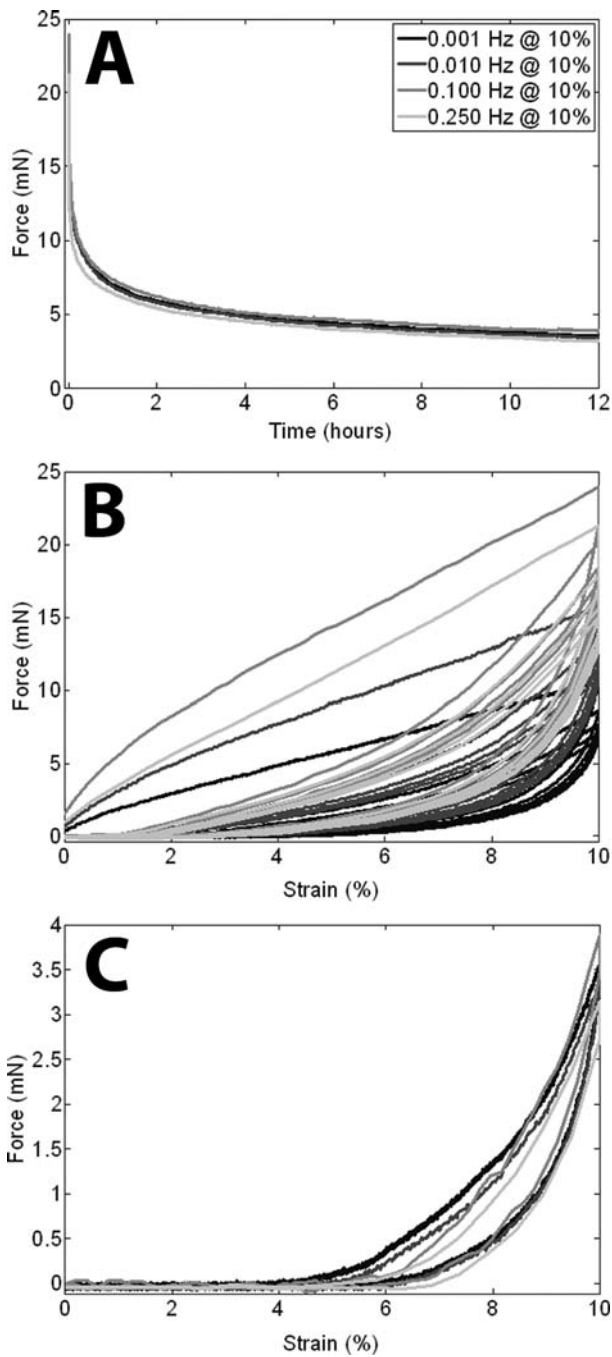 A
0.001 Hz @ 10%
0.010 Hz @ 10%
0.100 Hz @ 10%
0.250 Hz @ 10%
25
20
15
10
5
0
Force (mN)
0 2 4 6 8 10 12
Time (hours)
B
25
20
15
10
5
0
Force (mN)
0 2 4 6 8 10
Strain (%)
C
4
3.5
3
2.5
2
1.5
1
0.5
0
Force (mN)
0 2 4 6 8 10
Strain (%)